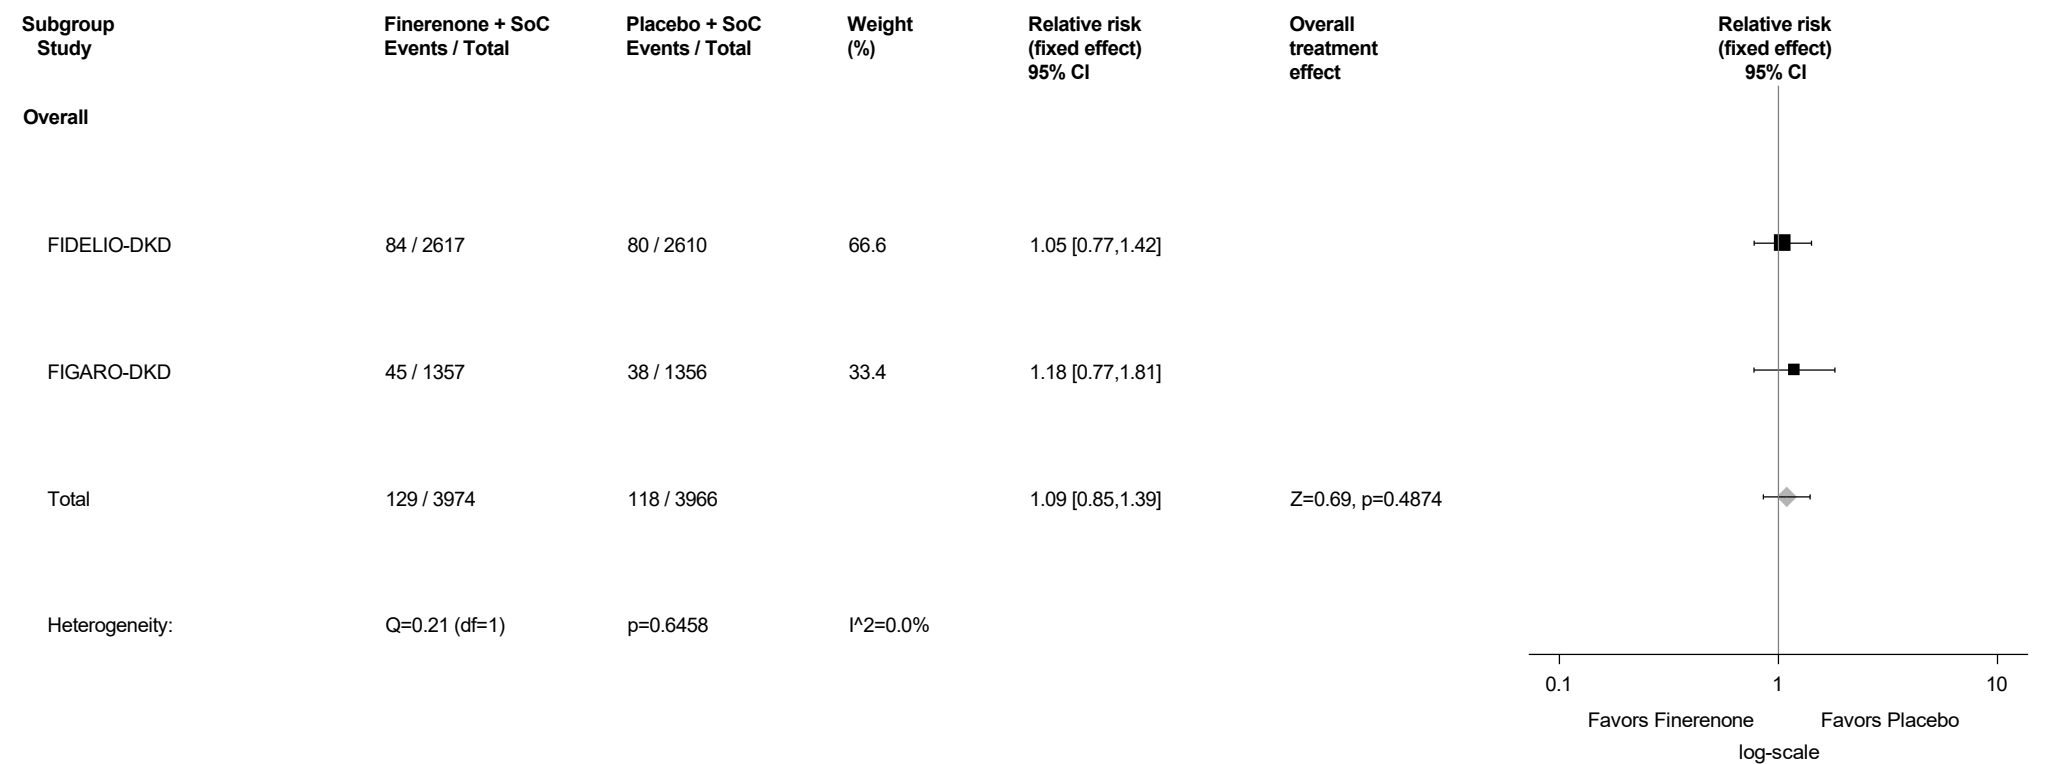 Subgroup Finerenone + SoC Placebo + SoC Weight Relative risk Overall Relative risk
Study Events / Total Events / Total (%) (fixed effect) treatment (fixed effect)
95% CI effect 95% CI
Overall
FIDELIO-DKD 84 / 2617 80 / 2610 66.6 1.05 [0.77,1.42]
FIGARO-DKD 45 / 1357 38 / 1356 33.4 1.18 [0.77,1.81]
Total 129 / 3974 118 / 3966 1.09 [0.85,1.39] Z=0.69, p=0.4874
Heterogeneity: Q=0.21 (df=1) p=0.6458 I^2=0.0%
0.1 1 10
Favors Finerenone Favors Placebo
log-scale